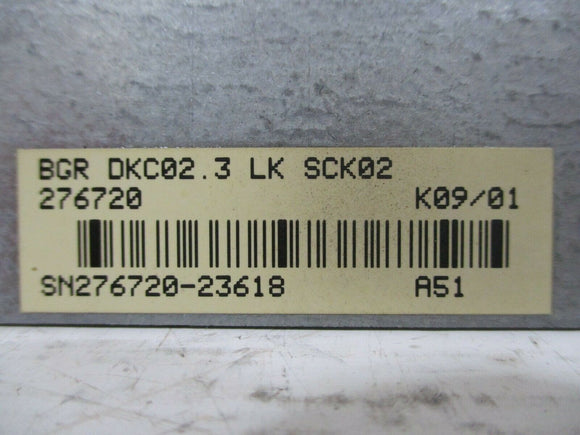 BGR DKC02.3 LK SCK02
276720 K09/01
SN276720-23618 A51